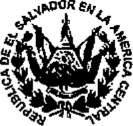 REPUBLICA DE EL SALVADOR EN LA AMERICA CENTRAL